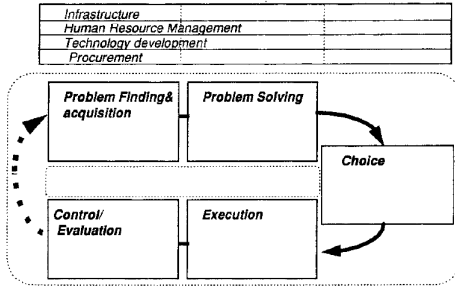 Infrastructure
Human Resource Management
Technology development
Procurement
Problem Finding&
acquisition
Problem Solving
Choice
Control/
Evaluation
Execution